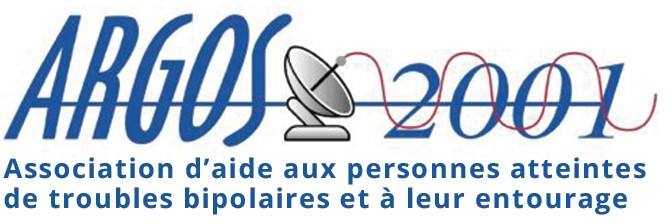 ARGOS 2001
Association d'aide aux personnes atteintes
de troubles bipolaires et à leur entourage